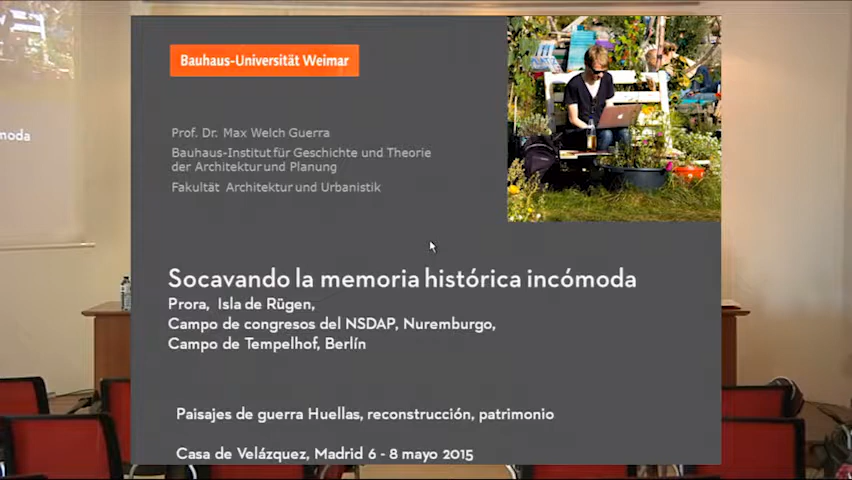 moda
Bauhaus-Universität Weimar
Prof. Dr. Max Welch Guerra
Bauhaus-Institut für Geschichte und Theorie
der Architektur und Planung
Fakultät Architektur und Urbanistik
Socavando la memoria histórica incómoda
Prora, Isla de Rügen,
Campo de congresos del NSDAP, Nuremburgo,
Campo de Tempelhof, Berlín
Paisajes de guerra Huellas, reconstrucción, patrimonio
Casa de Velázquez, Madrid 6 - 8 mayo 2015